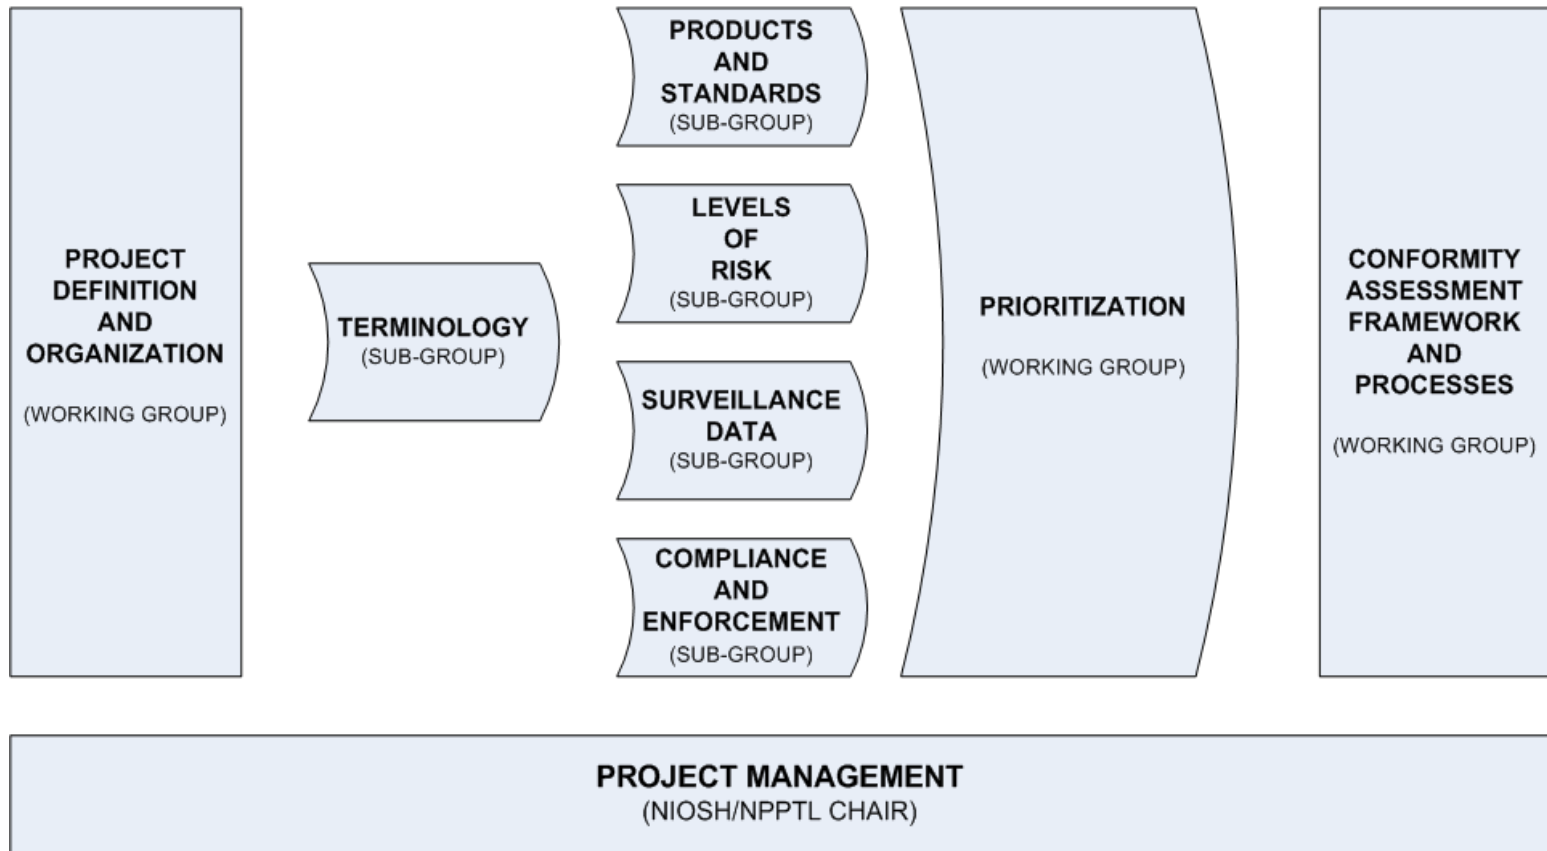 PROJECT
DEFINITION
AND
ORGANIZATION
(WORKING GROUP)
TERMINOLOGY
(SUB-GROUP)
PRODUCTS
AND
STANDARDS
(SUB-GROUP)
LEVELS
OF
RISK
(SUB-GROUP)
SURVEILLANCE
DATA
(SUB-GROUP)
COMPLIANCE
AND
ENFORCEMENT
(SUB-GROUP)
PRIORITIZATION
(WORKING GROUP)
CONFORMITY
ASSESSMENT
FRAMEWORK
AND
PROCESSES
(WORKING GROUP)
PROJECT MANAGEMENT
(NIOSH/NPPTL CHAIR)